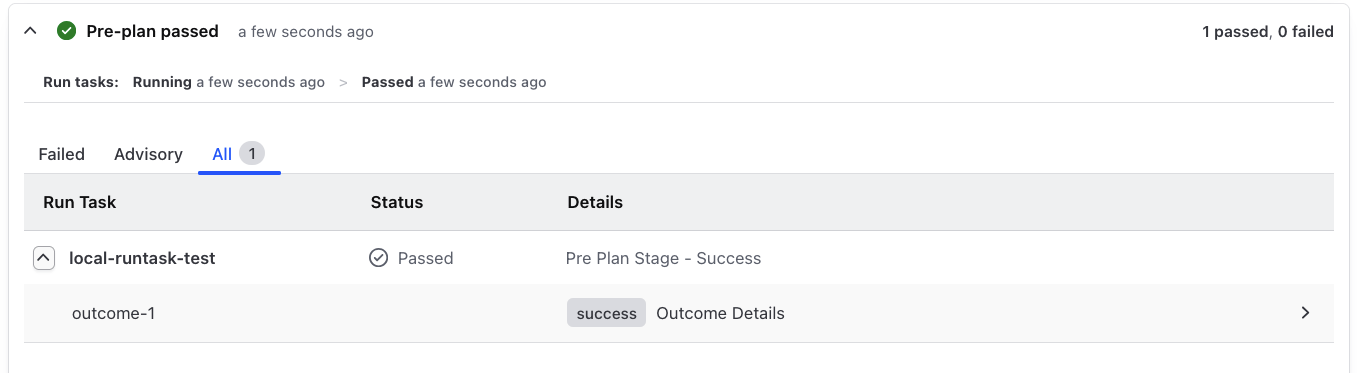 Pre-plan passed a few seconds ago 1 passed, 0 failed
Run tasks: Running a few seconds ago > Passed a few seconds ago
Failed Advisory All 1
Run Task Status Details
local-runtask-test Passed Pre Plan Stage - Success
outcome-1 success Outcome Details